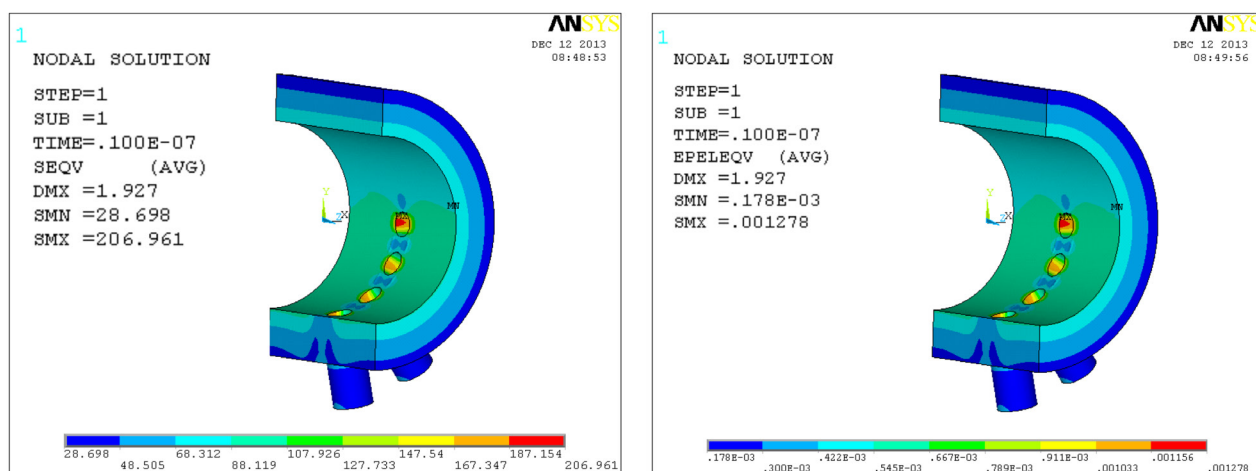 1
ANSYS
DEC 12 2013
08:48:53
NODAL SOLUTION
STEP=1
SUB =1
TIME=.100E-07
SEQV (AVG)
DMX =1.927
SMN =28.698
SMX =206.961
Y
X
Z
MX
MN
28.698 68.312 107.926 147.54 187.154
48.505 88.119 127.733 167.347 206.961
1
ANSYS
DEC 12 2013
08:49:56
NODAL SOLUTION
STEP=1
SUB =1
TIME=.100E-07
EPELEQV (AVG)
DMX =1.927
SMN =.178E-03
SMX =.001278
Y
X
Z
MX
MN
.178E-03 .422E-03 .667E-03 .911E-03 .001156
.300E-03 .545E-03 .789E-03 .001033 .001278